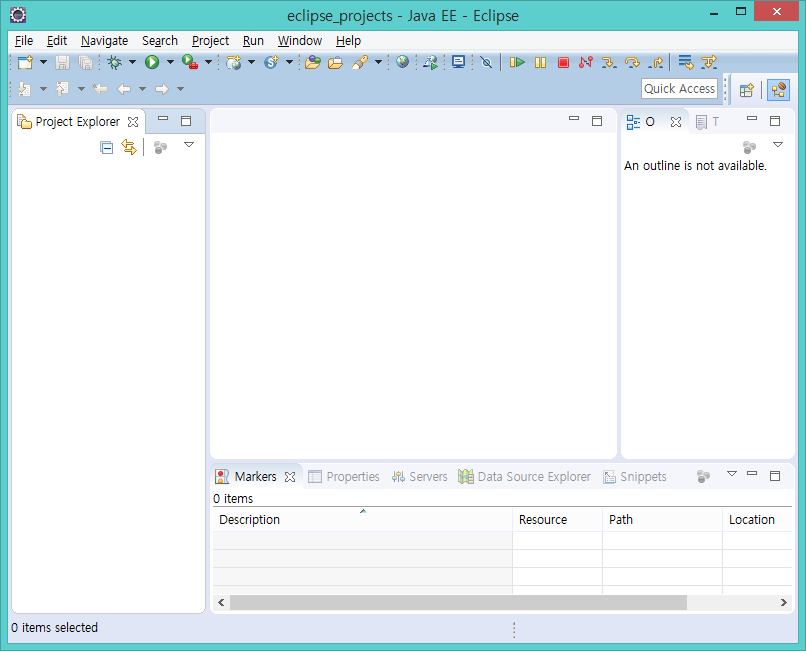 eclipse_projects - Java EE - Eclipse
File Edit Navigate Search Project Run Window Help
Quick Access
Project Explorer
O T
An outline is not available.
Markers Properties Servers Data Source Explorer Snippets
0 items
Description Resource Path Location
0 items selected